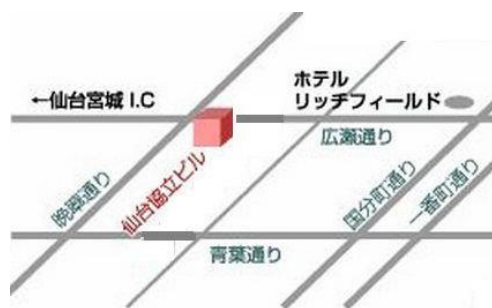 ホテル
←仙台宮城 I.C
リッチフィールド
広瀬通り
晩翠通り
仙台協立ビル
国分町通り
一番町通り
青葉通り